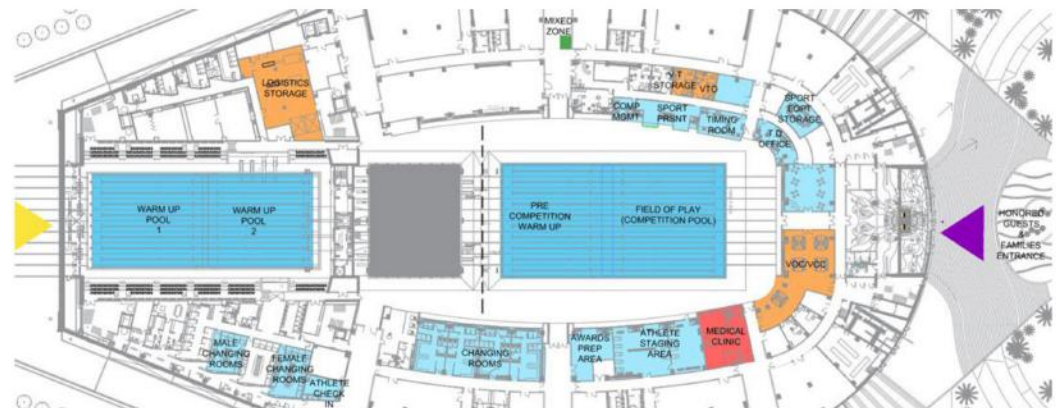 MIXED
ZONE
LOGISTICS
STORAGE
V T
STORAGE
VTO
COMP
MGMT
SPORT
PRSNT
TIMING
ROOM
SPORT
EQPT
STORAGE
T D
OFFICE
WARM UP
POOL
1
WARM UP
POOL
2
PRE
COMPETITION
WARM UP
FIELD OF PLAY
(COMPETITION POOL)
HONORED
GUESTS
&
FAMILIES
ENTRANCE
VOC/VCC
MALE
CHANGING
ROOMS
FEMALE
CHANGING
ROOMS
ATHLETE
CHECK
IN
CHANGING
ROOMS
AWARDS
PREP
AREA
ATHLETE
STAGING
AREA
MEDICAL
CLINIC